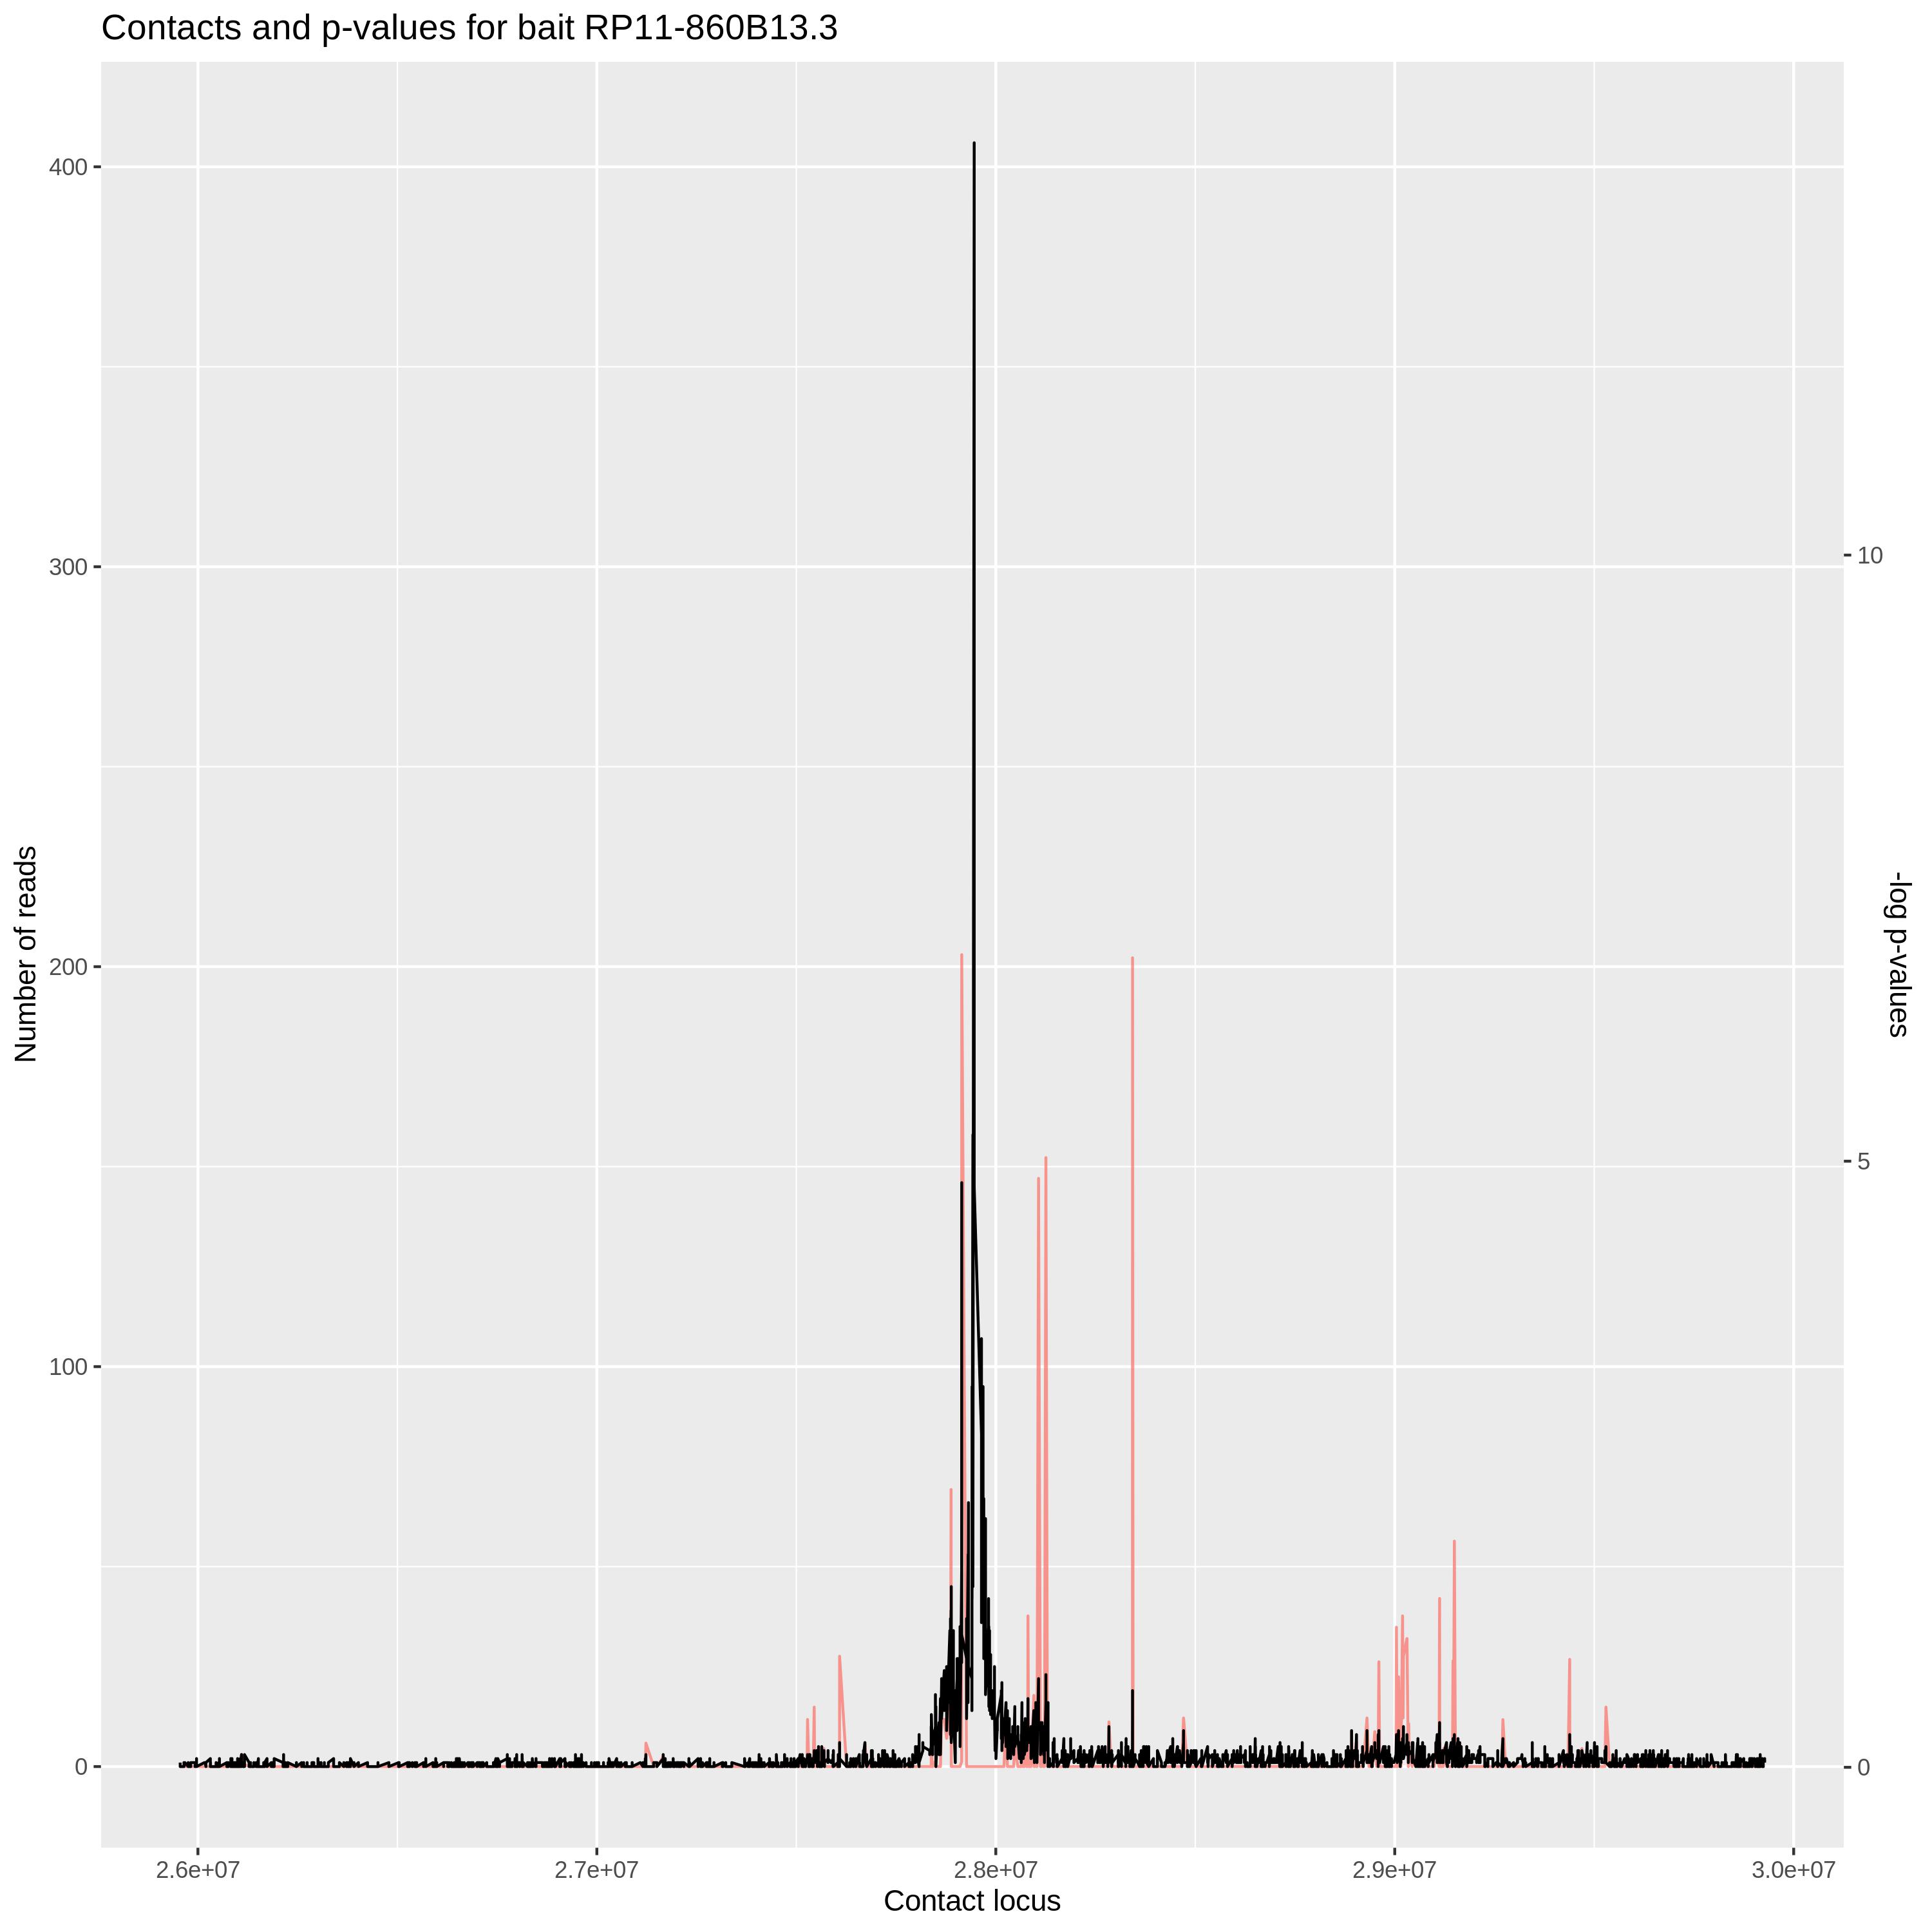 Contacts and p-values for bait RP11-860B13.3
400
300
200
100
0
10
5
0
Number of reads
-log p-values
2.6e+07
2.7e+07
2.8e+07
2.9e+07
3.0e+07
Contact locus